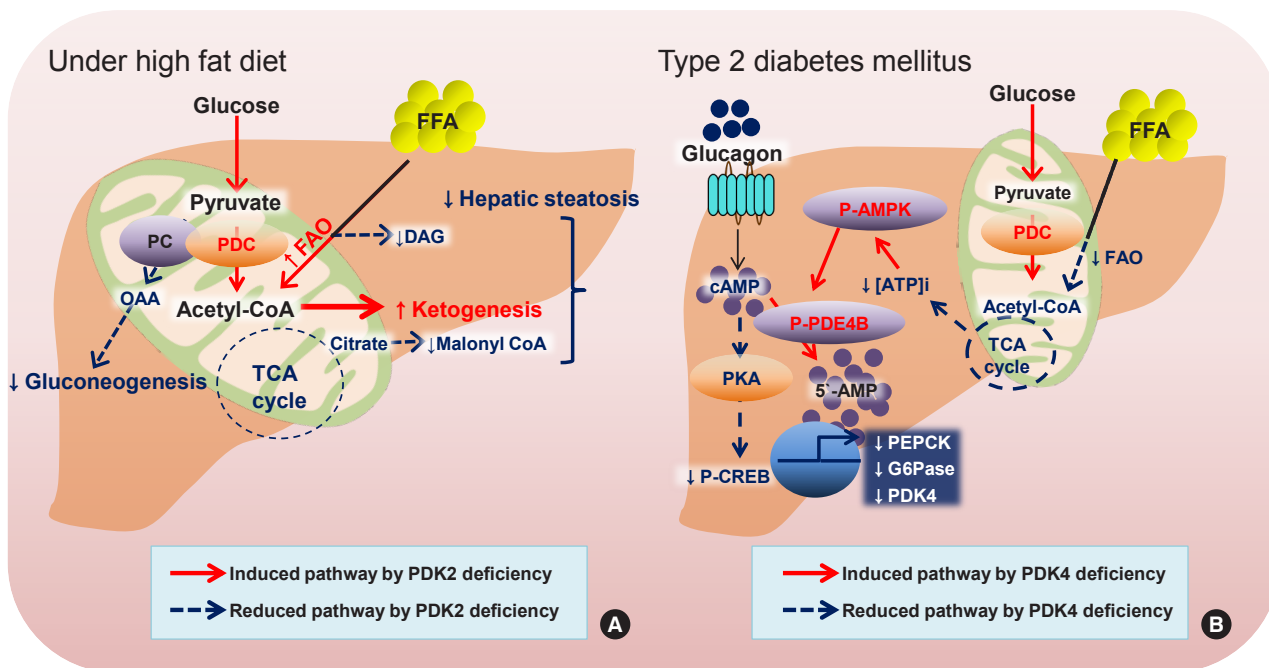 Under high fat diet
Glucose
FFA
Pyruvate
PC
PDC
↑ FAO
↓DAG
↓ Hepatic steatosis
OAA
Acetyl-CoA
↑ Ketogenesis
Citrate
↓Malonyl CoA
↓ Gluconeogenesis
TCA
cycle
Induced pathway by PDK2 deficiency
Reduced pathway by PDK2 deficiency
A
Type 2 diabetes mellitus
Glucagon
Glucose
FFA
P-AMPK
Pyruvate
PDC
↓ FAO
cAMP
↓ [ATP]i
Acetyl-CoA
P-PDE4B
TCA
cycle
PKA
5`-AMP
↓ P-CREB
↓ PEPCK
↓ G6Pase
↓ PDK4
Induced pathway by PDK4 deficiency
Reduced pathway by PDK4 deficiency
B